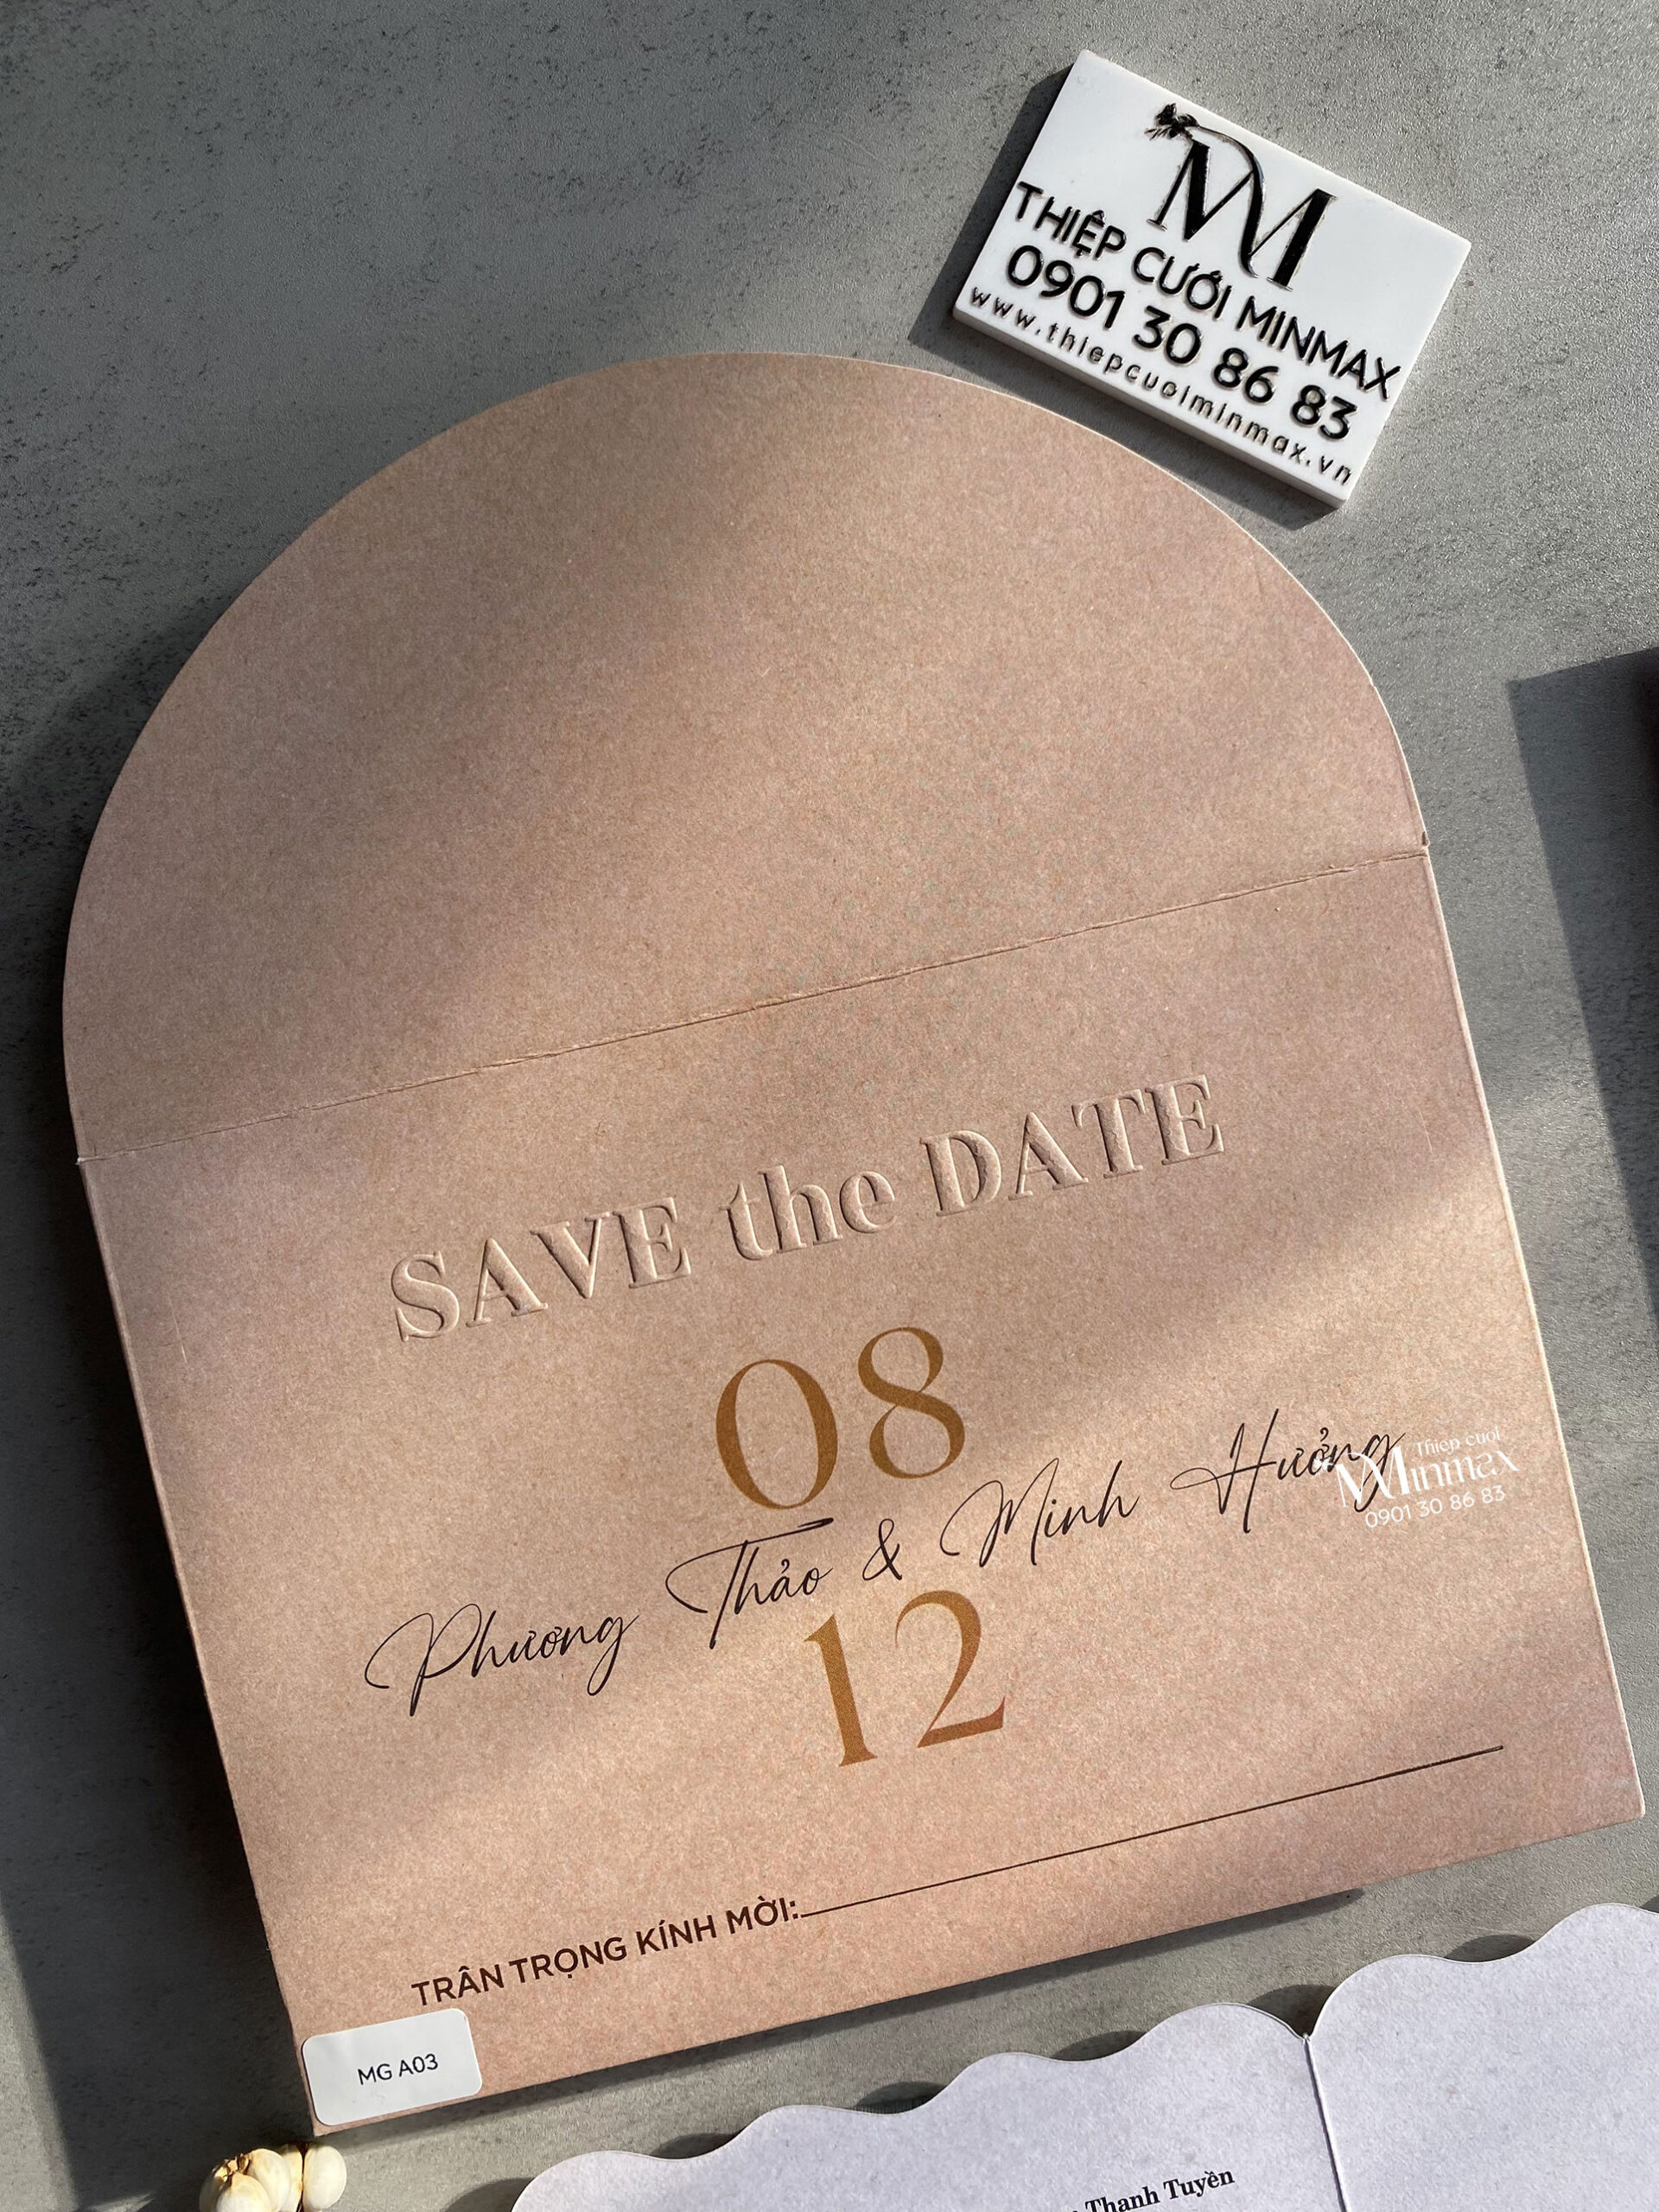 THIỆP CƯỚI MINMAX
0901 30 86 83
www.thiepcuoiminmax.vn
SAVE the DATE
08
Phương Thảo & Minh Hưởng
12
Thiệp cưới
Minmax
0901 30 86 83
TRÂN TRỌNG KÍNH MỜI:
MG A03
Thanh Tuyền